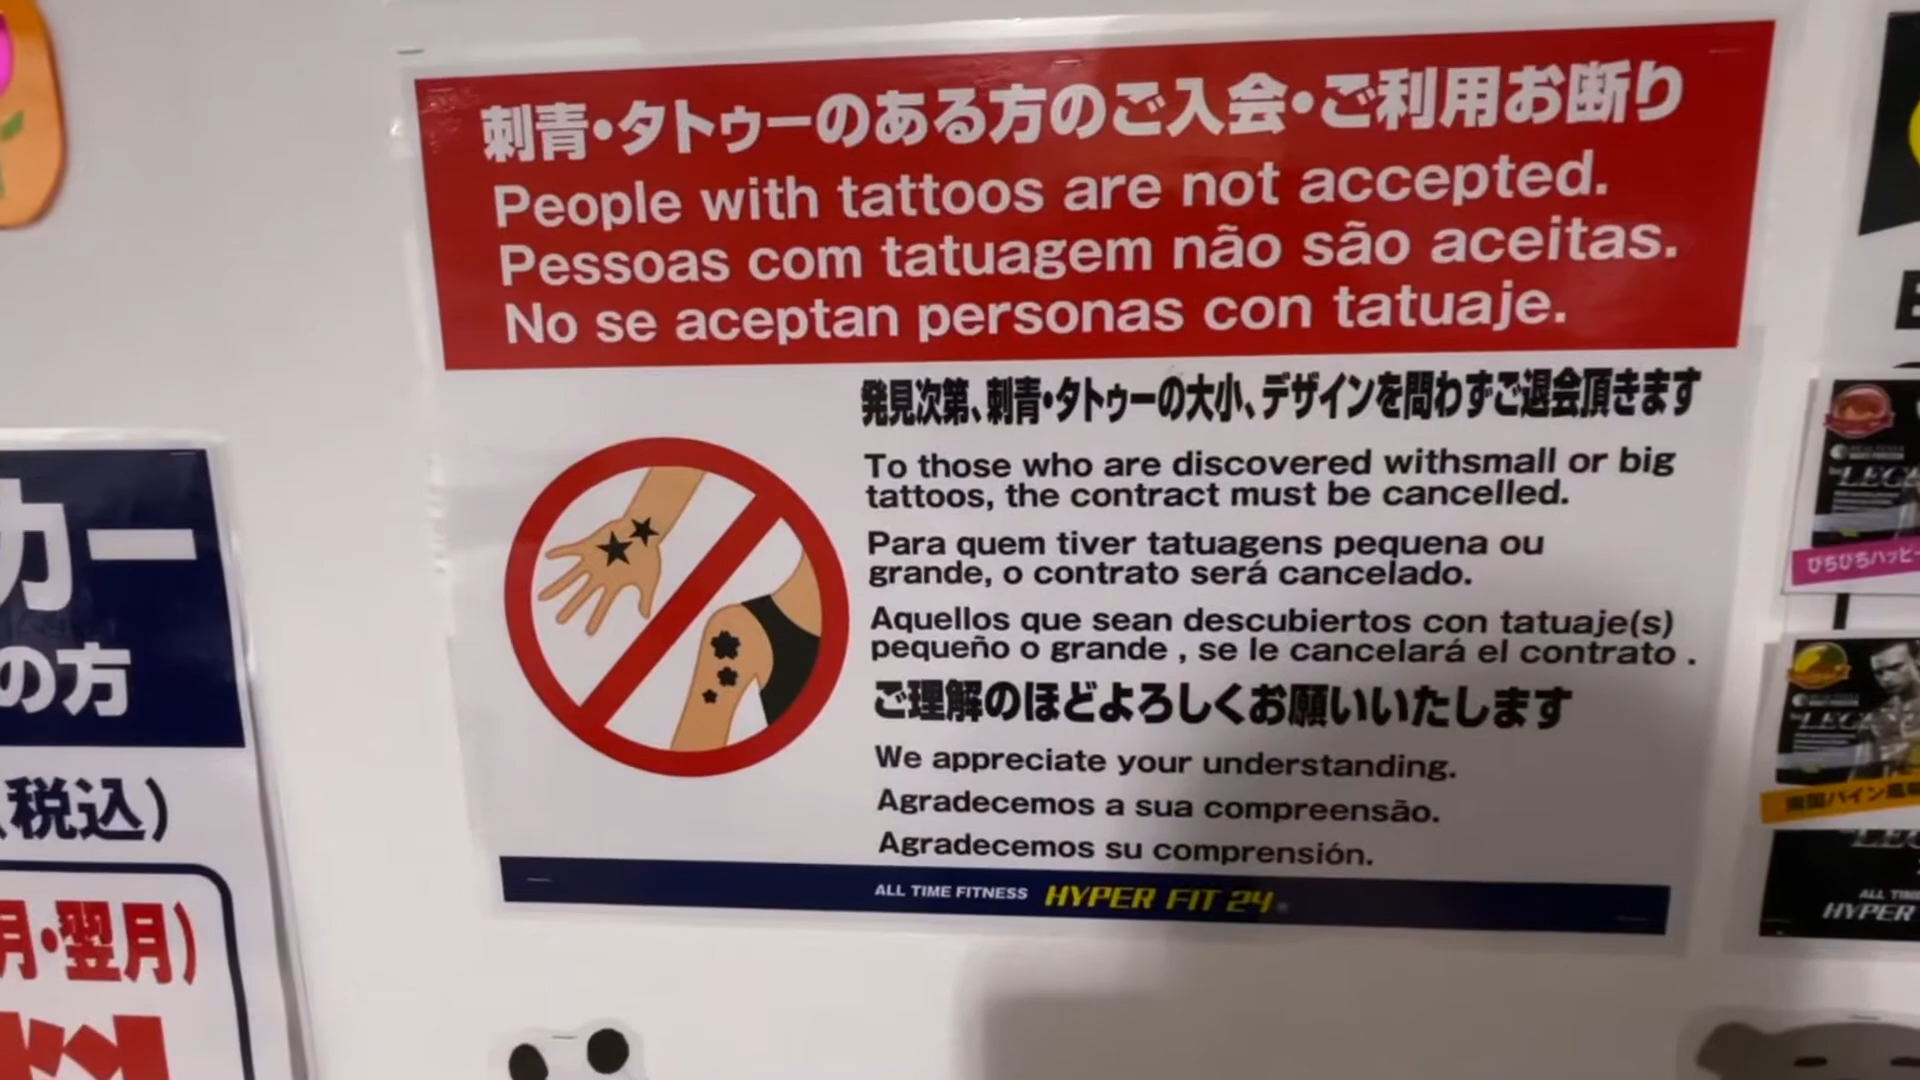 刺青・タトゥーのある方のご入会・ご利用お断り
People with tattoos are not accepted.
Pessoas com tatuagem não são aceitas.
No se aceptan personas con tatuaje.
発見次第、刺青・タトゥーの大小、デザインを問わずご退会頂きます
To those who are discovered withsmall or big
tattoos, the contract must be cancelled.
Para quem tiver tatuagens pequena ou
grande, o contrato será cancelado.
Aquellos que sean descubiertos con tatuaje(s)
pequeño o grande , se le cancelará el contrato .
ご理解のほどよろしくお願いいたします
We appreciate your understanding.
Agradecemos a sua compreensão.
Agradecemos su comprensión.
ALL TIME FITNESS HYPER FIT 24
カー
の方
税込)
月・翌月)
ぴちぴちハッピー
HYPER